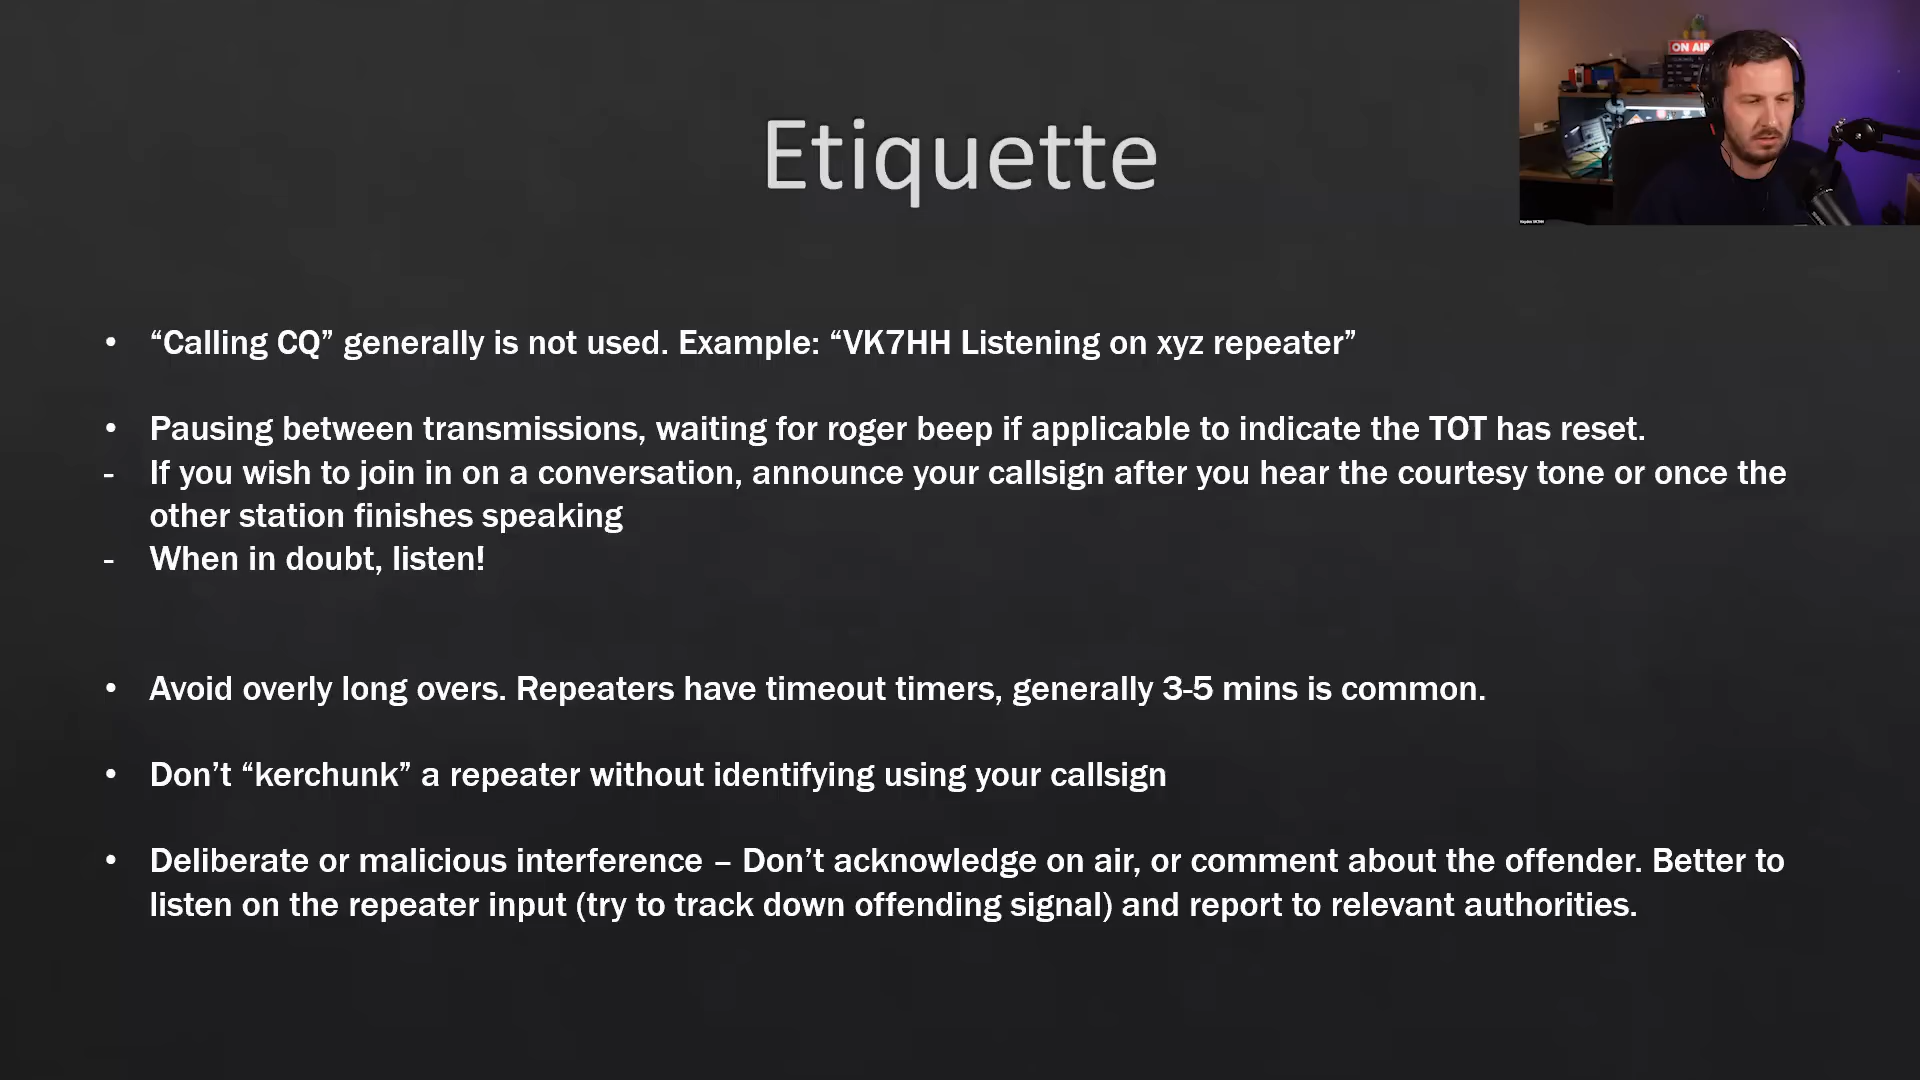 ON AIR
Etiquette
• “Calling CQ” generally is not used. Example: “VK7HH Listening on xyz repeater”
• Pausing between transmissions, waiting for roger beep if applicable to indicate the TOT has reset.
- If you wish to join in on a conversation, announce your callsign after you hear the courtesy tone or once the
other station finishes speaking
- When in doubt, listen!
• Avoid overly long overs. Repeaters have timeout timers, generally 3-5 mins is common.
• Don’t “kerchunk” a repeater without identifying using your callsign
• Deliberate or malicious interference – Don’t acknowledge on air, or comment about the offender. Better to
listen on the repeater input (try to track down offending signal) and report to relevant authorities.